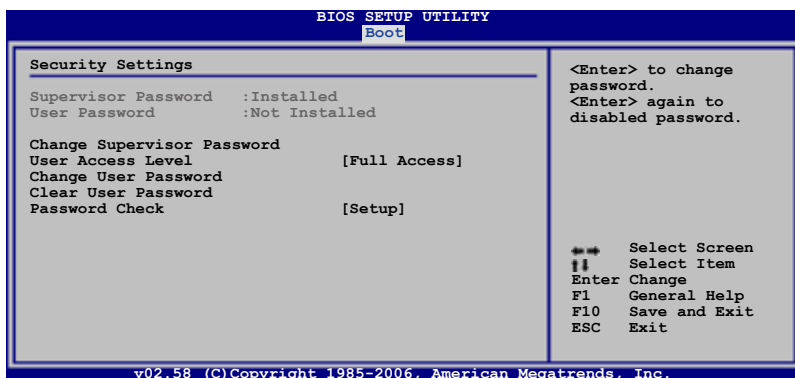 BIOS SETUP UTILITY
Boot
Security Settings
Supervisor Password :Installed
User Password :Not Installed
Change Supervisor Password
User Access Level [Full Access]
Change User Password
Clear User Password
Password Check [Setup]
<Enter> to change
password.
<Enter> again to
disabled password.
←→ Select Screen
↑↓ Select Item
Enter Change
F1 General Help
F10 Save and Exit
ESC Exit
v02.58 (C)Copyright 1985-2006, American Megatrends, Inc.